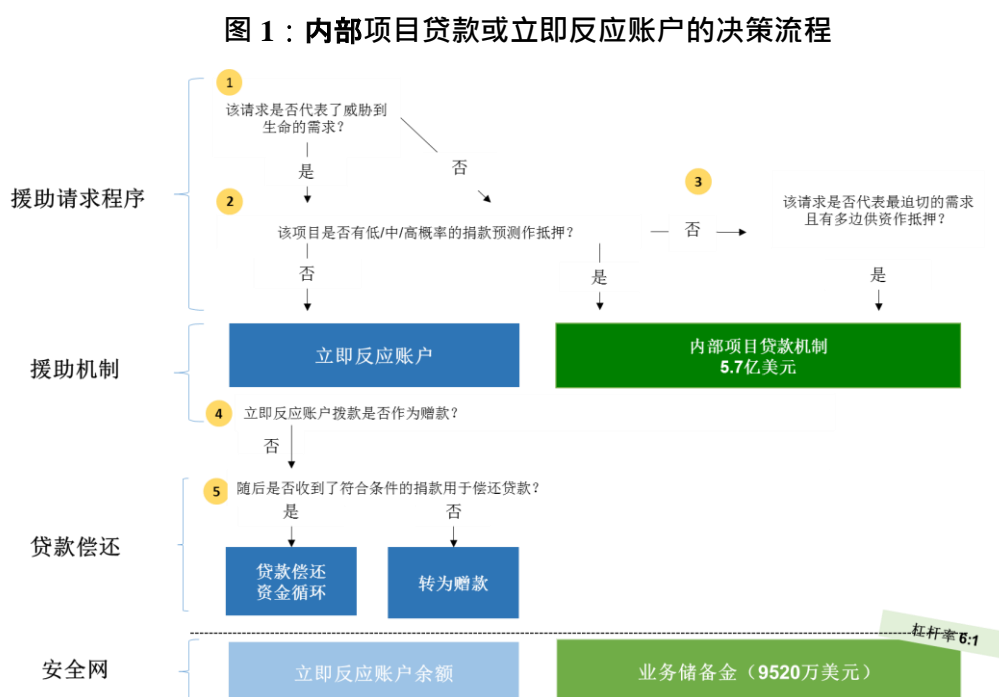 图 1：内部项目贷款或立即反应账户的决策流程
1
该请求是否代表了威胁到
生命的需求？
是
否
援助请求程序
2
该项目是否有低/中/高概率的捐款预测作抵押？
否
是
否
3
该请求是否代表最迫切的需求
且有多边供资作抵押？
是
援助机制
立即反应账户
内部项目贷款机制
5.7亿美元
4
立即反应账户拨款是否作为赠款？
否
贷款偿还
5
随后是否收到了符合条件的捐款用于偿还贷款？
是
否
贷款偿还
资金循环
转为赠款
杠杆率 6:1
安全网
立即反应账户余额
业务储备金（9520万美元）